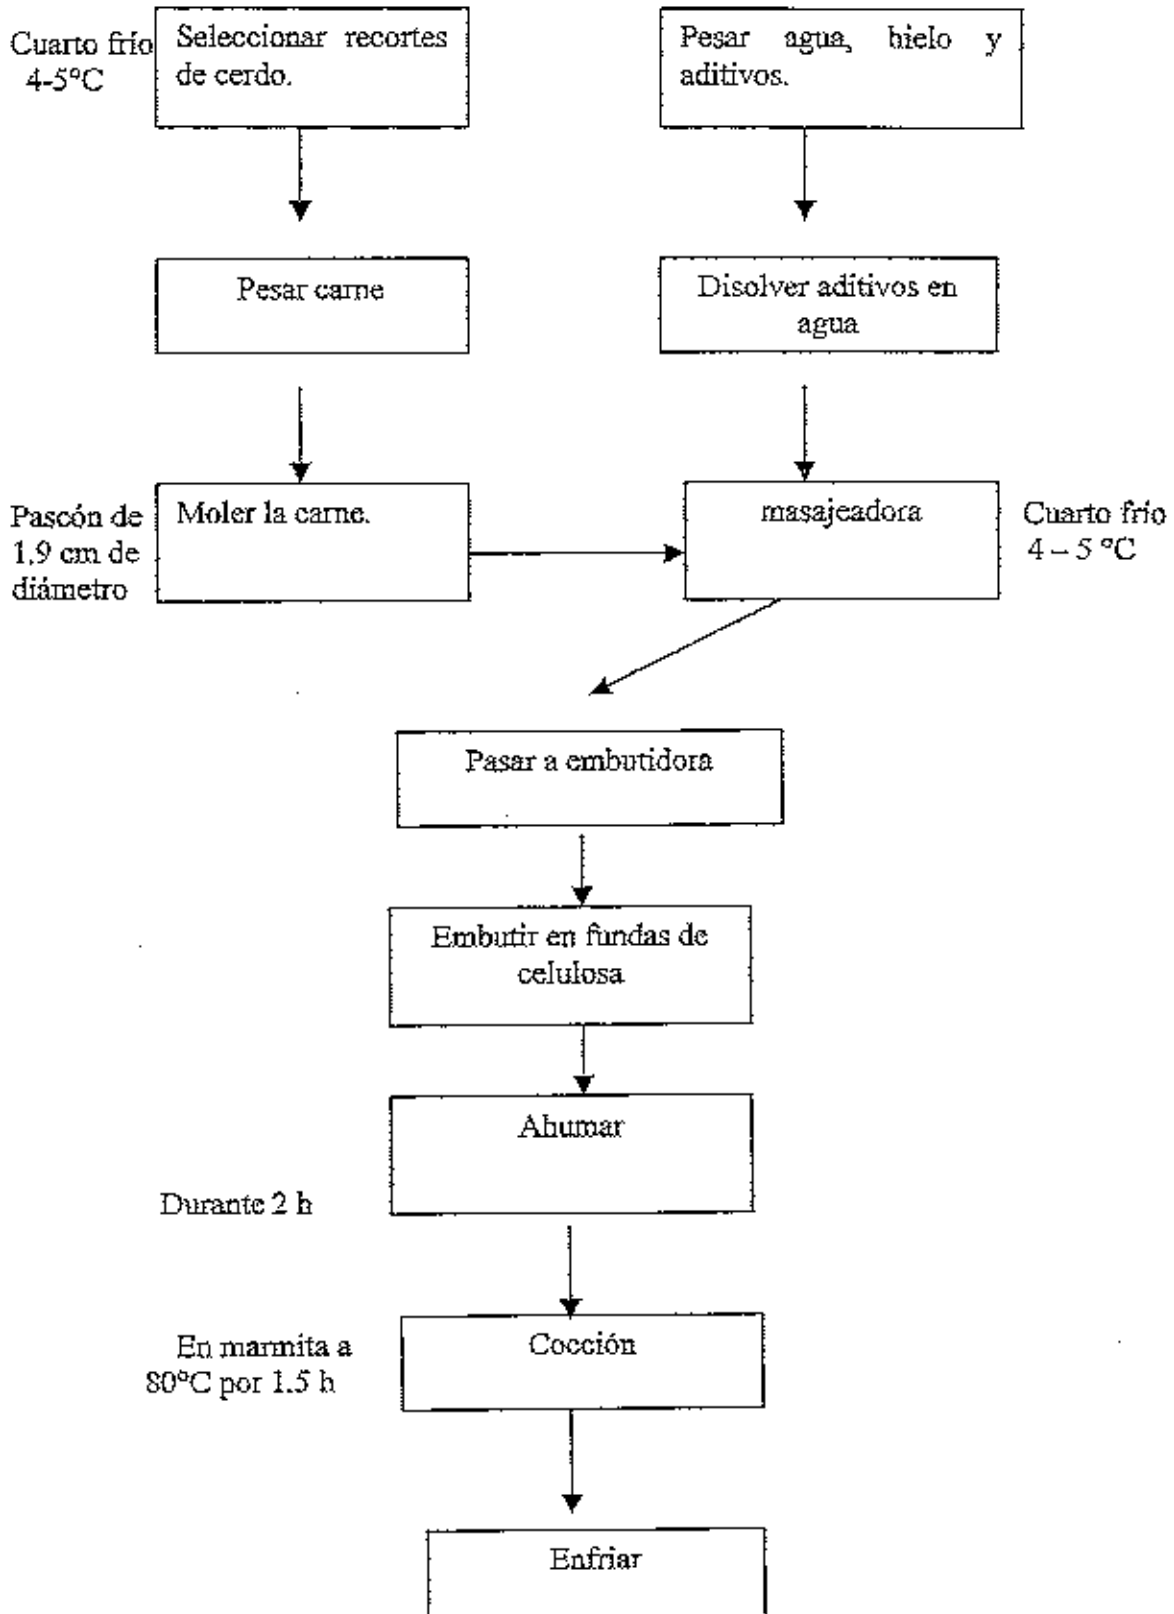 Cuarto frío
4-5°C
Seleccionar recortes
de cerdo.
Pesar agua, hielo y
aditivos.
Pesar carne
Disolver aditivos en
agua
Pascón de
1,9 cm de
diámetro
Moler la carne.
masajeadora
Cuarto frío
4 – 5 °C
Pasar a embutidora
Embutir en fundas de
celulosa
Ahumar
Durante 2 h
En marmita a
80°C por 1.5 h
Cocción
Enfriar